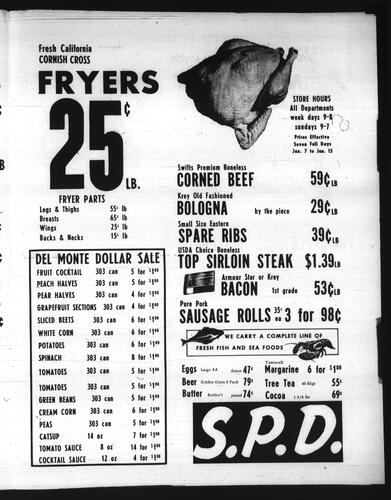 Fresh California
CORNISH CROSS
FRYERS
25¢
LB.
FRYER PARTS
Legs & Thighs 55¢ lb
Breasts 65¢ lb
Wings 25¢ lb
Backs & Necks 15¢ lb
STORE HOURS
All Departments
week days 9-8
sundays 9-7
Prices Effective
Seven Full Days
Jan. 7 to Jan. 15
Swifts Premium Boneless
CORNED BEEF 59¢ LB
Krey Old Fashioned
BOLOGNA by the piece 29¢ LB
Small Size Eastern
SPARE RIBS 39¢ LB
USDA Choice Boneless
TOP SIRLOIN STEAK $1.39 LB
Armour Star or Krey
BACON 1st grade 53¢ LB
Pure Pork
SAUSAGE ROLLS 35¢ 3 for 98¢
DEL MONTE DOLLAR SALE
FRUIT COCKTAIL 303 can 5 for $1.00
PEACH HALVES 303 can 5 for $1.00
PEAR HALVES 303 can 4 for $1.00
GRAPEFRUIT SECTIONS 303 can 4 for $1.00
SLICED BEETS 303 can 6 for $1.00
WHITE CORN 303 can 6 for $1.00
POTATOES 303 can 6 for $1.00
SPINACH 303 can 8 for $1.00
TOMATOES 303 can 5 for $1.00
TOMATOES 303 can 5 for $1.00
GREEN BEANS 303 can 5 for $1.00
CREAM CORN 303 can 6 for $1.00
PEAS 303 can 6 for $1.00
CATSUP 14 oz 7 for $1.00
TOMATO SAUCE 8 oz 14 for $1.00
COCKTAIL SAUCE 12 oz 4 for $1.00
WE CARRY A COMPLETE LINE OF
FRESH FISH AND SEA FOODS
Eggs Large AA dozen 47¢
Beer Golden Grain 6 Pack 79¢
Butter pound 74¢
Margarine 6 for $1.00
Tree Tea 48 Bags 55¢
Cocoa 69¢
S.P.D.